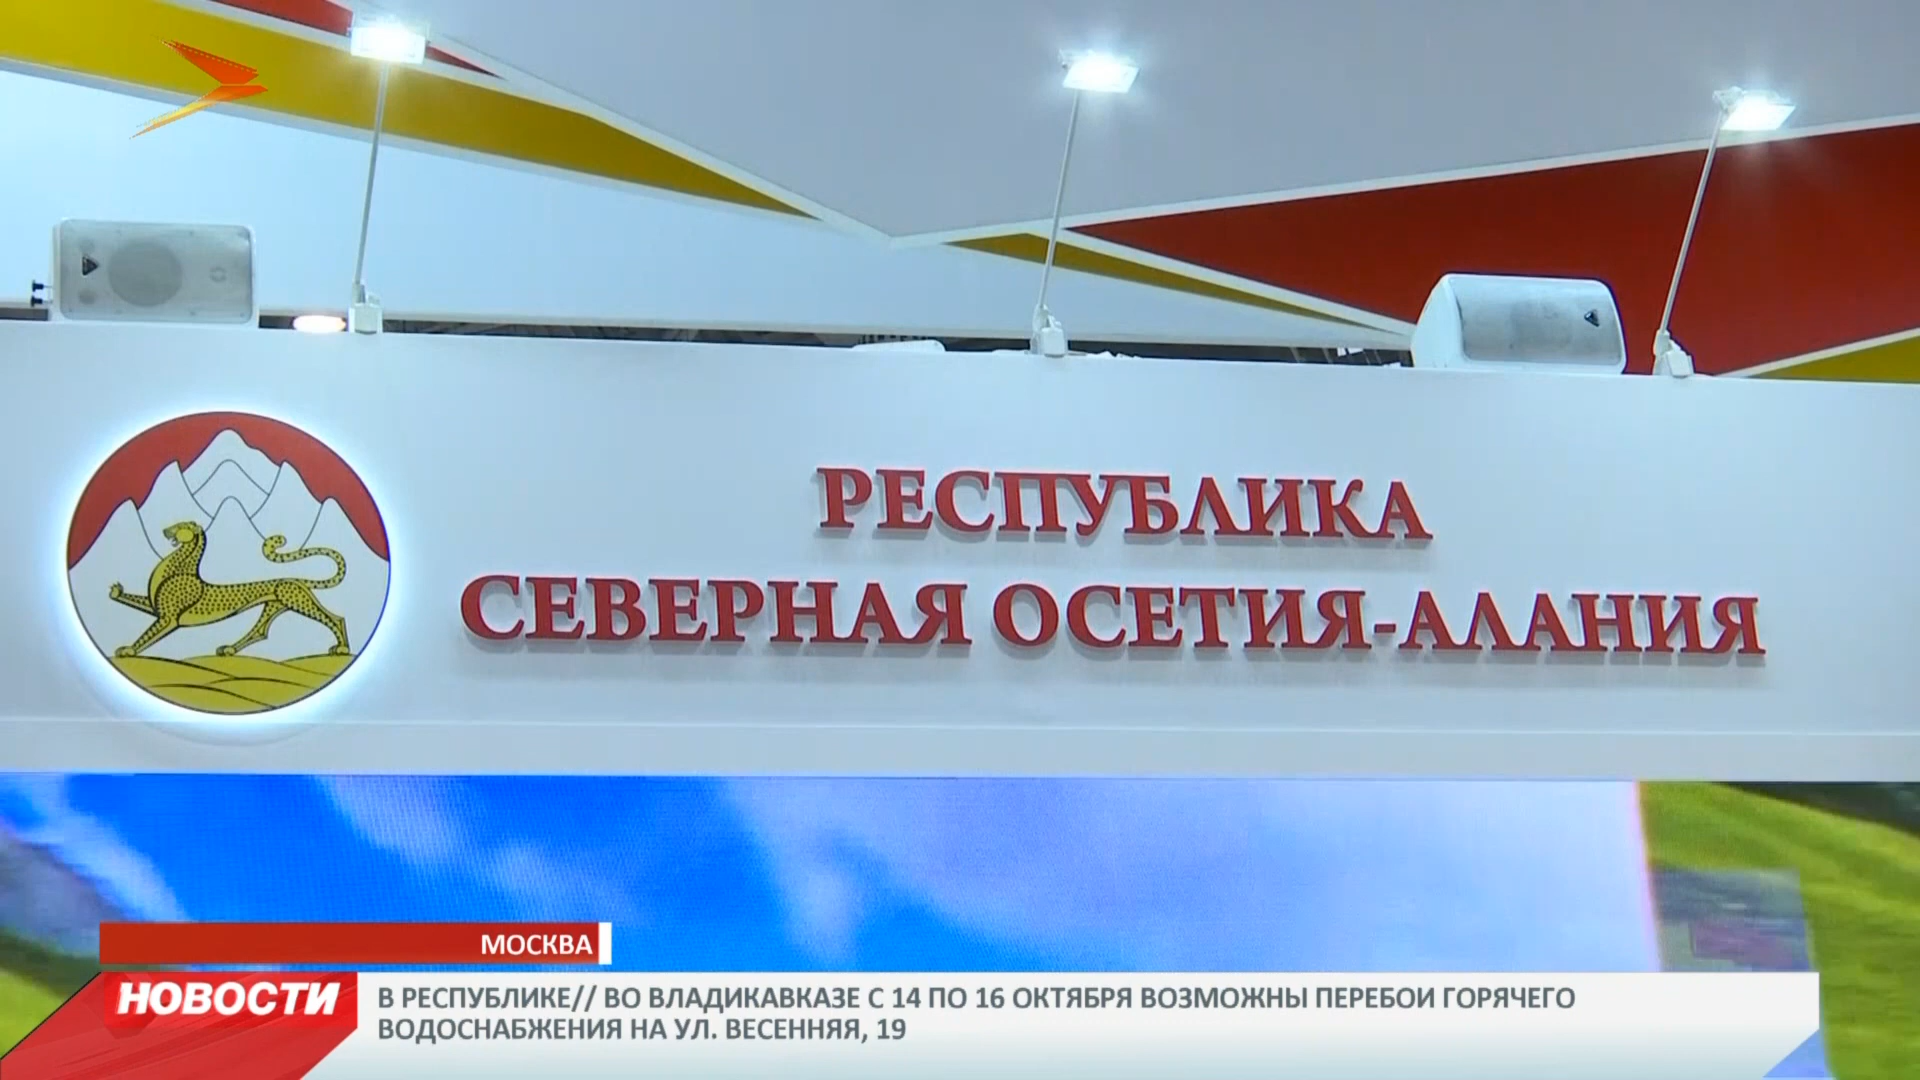 РЕСПУБЛИКА
СЕВЕРНАЯ ОСЕТИЯ-АЛАНИЯ
МОСКВА
НОВОСТИ
В РЕСПУБЛИКЕ// ВО ВЛАДИКАВКАЗЕ С 14 ПО 16 ОКТЯБРЯ ВОЗМОЖНЫ ПЕРЕБОИ ГОРЯЧЕГО
ВОДОСНАБЖЕНИЯ НА УЛ. ВЕСЕННЯЯ, 19